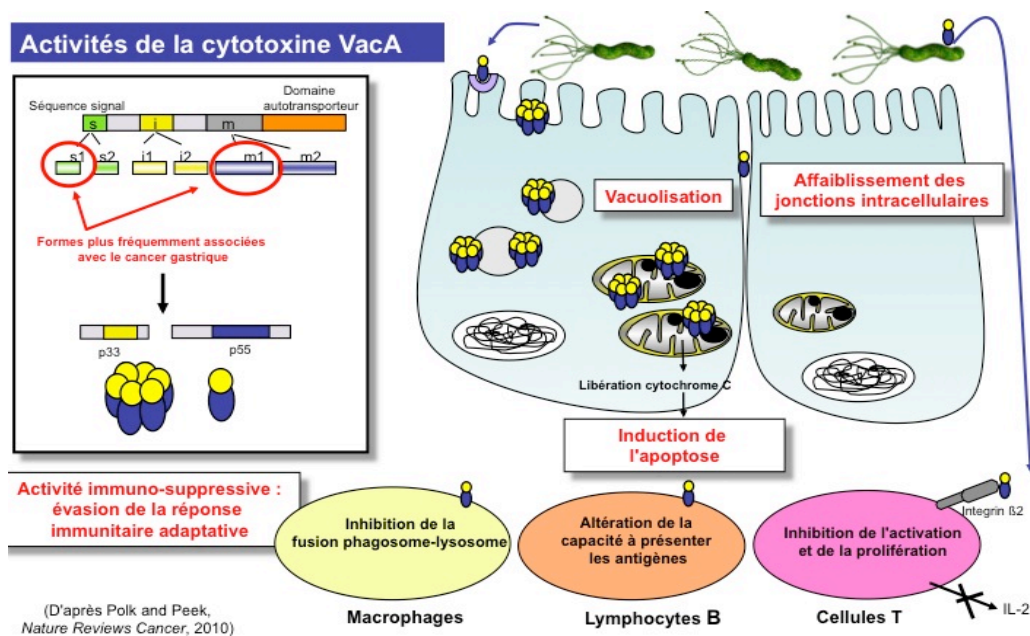 Activités de la cytotoxine VacA
Séquence signal
Domaine
autotransporteur
s
i
m
s1
s2
i1
i2
m1
m2
Formes plus fréquemment associées
avec le cancer gastrique
p33
p55
Vacuolisation
Affaiblissement des
jonctions intracellulaires
Libération cytochrome C
Induction de
l'apoptose
Activité immuno-suppressive :
évasion de la réponse
immunitaire adaptative
Inhibition de la
fusion phagosome-lysosome
Macrophages
Altération de la
capacité à présenter
les antigènes
Lymphocytes B
Integrin ß2
Inhibition de l'activation
et de la prolifération
Cellules T
IL-2
(D'après Polk and Peek,
Nature Reviews Cancer, 2010)